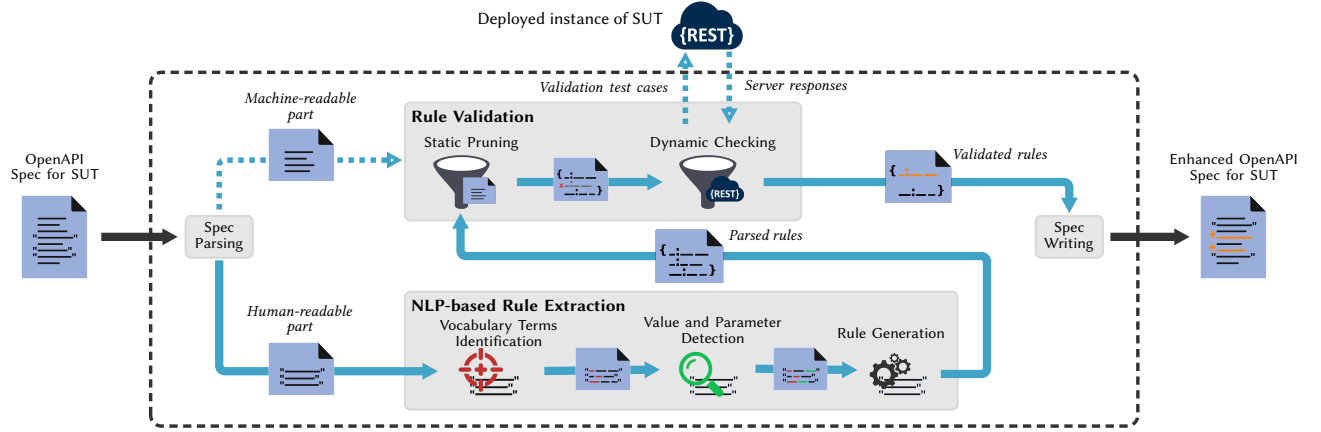 Deployed instance of SUT
{REST}
Validation test cases
Server responses
Machine-readable
part
Rule Validation
Static Pruning
Dynamic Checking
{REST}
Validated rules
OpenAPI
Spec for SUT
Spec
Parsing
Spec
Writing
Enhanced OpenAPI
Spec for SUT
Parsed rules
Human-readable
part
NLP-based Rule Extraction
Vocabulary Terms
Identification
Value and Parameter
Detection
Rule Generation